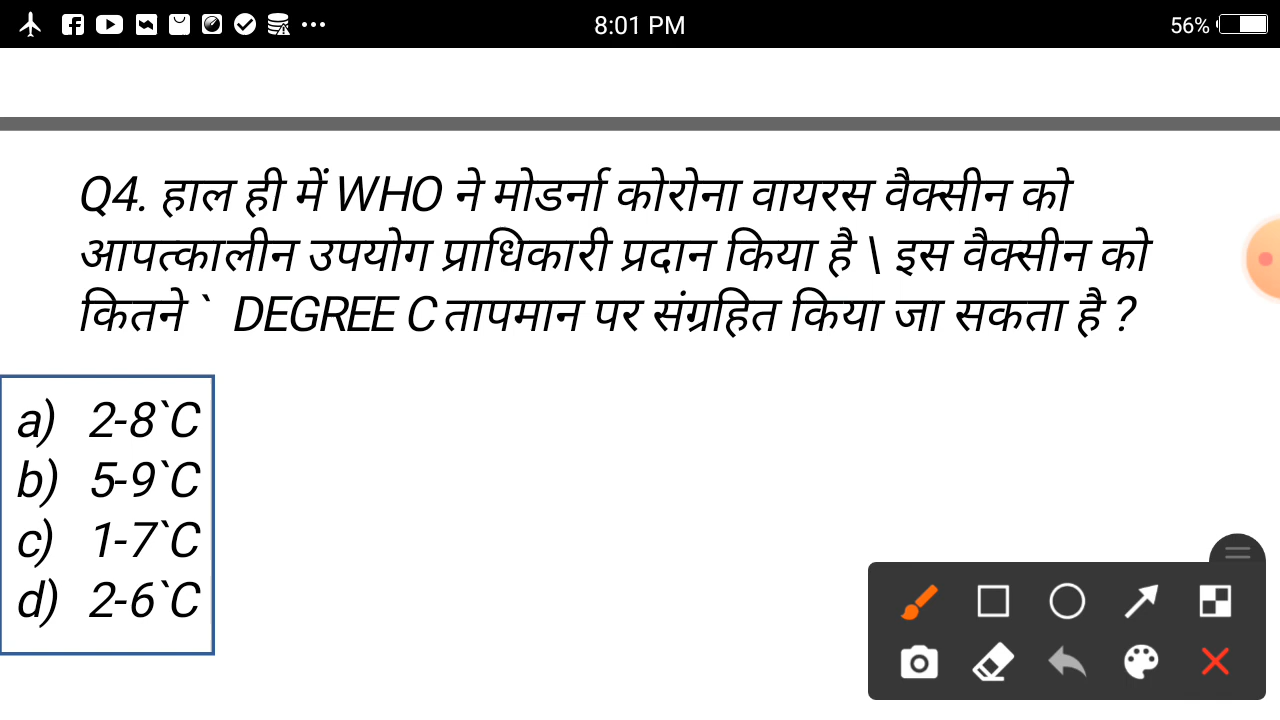 8:01 PM
56%
Q4. हाल ही में WHO ने मोडर्ना कोरोना वायरस वैक्सीन को
आपत्कालीन उपयोग प्राधिकारी प्रदान किया है \ इस वैक्सीन को
कितने ` DEGREE C तापमान पर संग्रहित किया जा सकता है ?
a) 2-8`C
b) 5-9`C
c) 1-7`C
d) 2-6`C